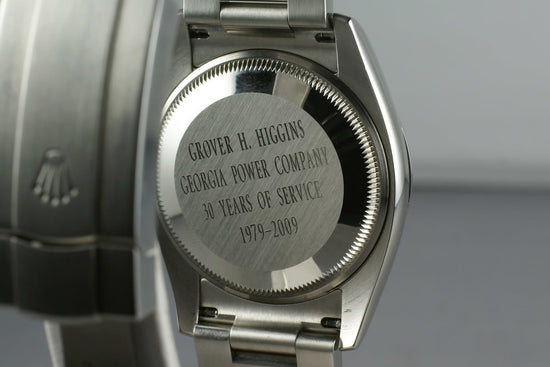 GROVER H. HIGGINS
GEORGIA POWER COMPANY
30 YEARS OF SERVICE
1979-2009